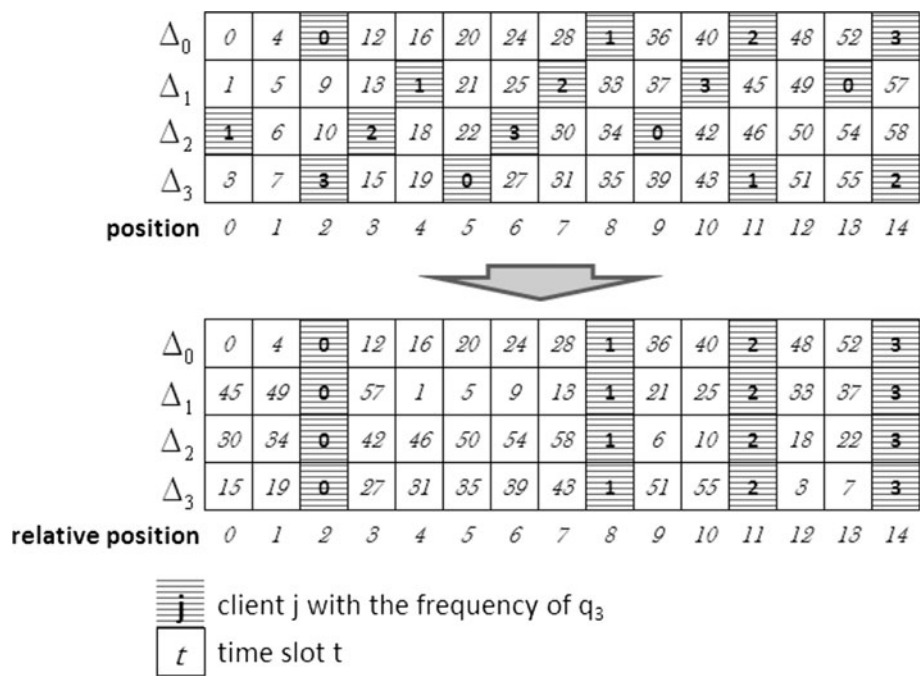 Δ0 0 4 0 12 16 20 24 28 1 36 40 2 48 52 3
Δ1 1 5 9 13 1 21 25 2 33 37 3 45 49 0 57
Δ2 1 6 10 2 18 22 3 30 34 0 42 46 50 54 58
Δ3 3 7 3 15 19 0 27 31 35 39 43 1 51 55 2
position 0 1 2 3 4 5 6 7 8 9 10 11 12 13 14
Δ0 0 4 0 12 16 20 24 28 1 36 40 2 48 52 3
Δ1 45 49 0 57 1 5 9 13 1 21 25 2 33 37 3
Δ2 30 34 0 42 46 50 54 58 1 6 10 2 18 22 3
Δ3 15 19 0 27 31 35 39 43 1 51 55 2 3 7 3
relative position 0 1 2 3 4 5 6 7 8 9 10 11 12 13 14
j client j with the frequency of q3
t time slot t